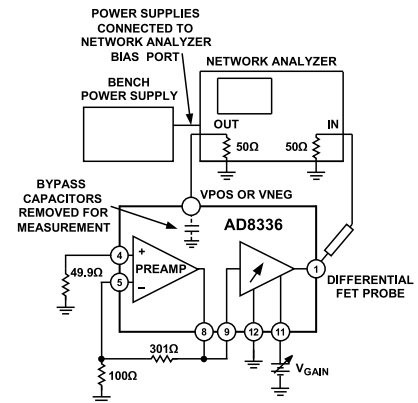 POWER SUPPLIES
CONNECTED TO
NETWORK ANALYZER
BIAS PORT
NETWORK ANALYZER
BENCH
POWER SUPPLY
OUT
IN
50Ω
50Ω
BYPASS
CAPACITORS
REMOVED FOR
MEASUREMENT
VPOS OR VNEG
AD8336
4
+
PREAMP
49.9Ω
5
–
1
DIFFERENTIAL
FET PROBE
8
9
12
11
301Ω
100Ω
VGAIN